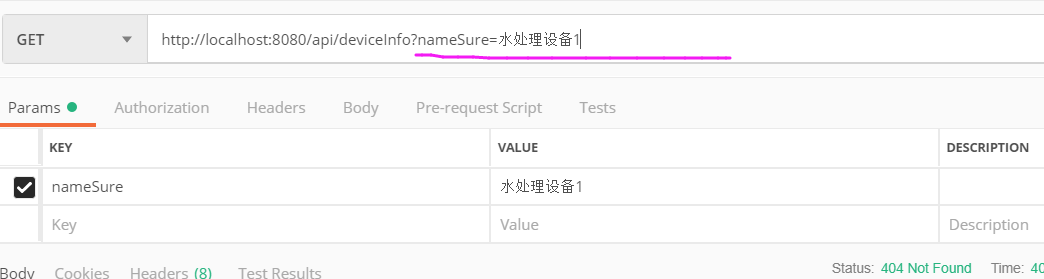 GET http://localhost:8080/api/deviceInfo?nameSure=水处理设备1
Params Authorization Headers Body Pre-request Script Tests
KEY VALUE DESCRIPTION
nameSure 水处理设备1
Key Value Description
Body Cookies Headers (8) Test Results Status: 404 Not Found Time: 40